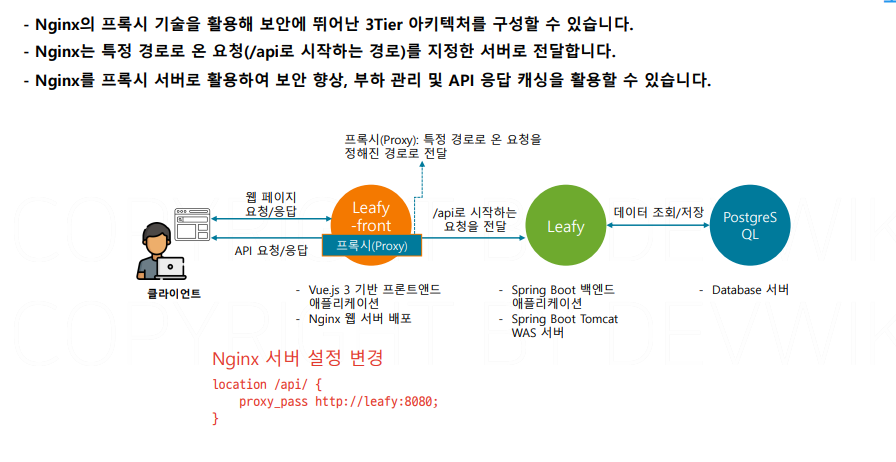 - Nginx의 프록시 기술을 활용해 보안에 뛰어난 3Tier 아키텍처를 구성할 수 있습니다.
- Nginx는 특정 경로로 온 요청(/api로 시작하는 경로)를 지정한 서버로 전달합니다.
- Nginx를 프록시 서버로 활용하여 보안 향상, 부하 관리 및 API 응답 캐싱을 활용할 수 있습니다.
프록시(Proxy): 특정 경로로 온 요청을
정해진 경로로 전달
웹 페이지
요청/응답
API 요청/응답
클라이언트
Leafy
-front
프록시(Proxy)
/api로 시작하는
요청을 전달
Leafy
데이터 조회/저장
PostgreS
QL
- Vue.js 3 기반 프론트앤드
애플리케이션
- Nginx 웹 서버 배포
- Spring Boot 백엔드
애플리케이션
- Spring Boot Tomcat
WAS 서버
- Database 서버
Nginx 서버 설정 변경
location /api/ {
proxy_pass http://leafy:8080;
}
COPYRIGHT BY DEVWIK